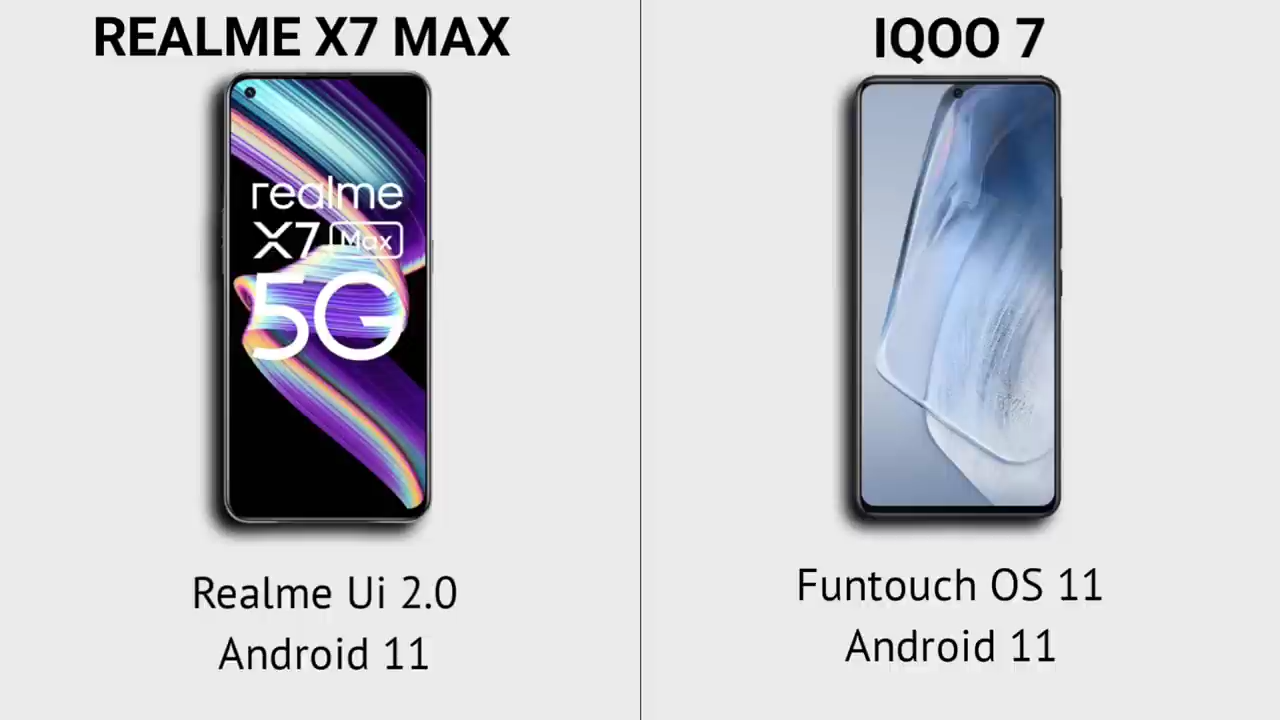 REALME X7 MAX
realme
X7 Max
5G
Realme Ui 2.0
Android 11
IQOO 7
Funtouch OS 11
Android 11